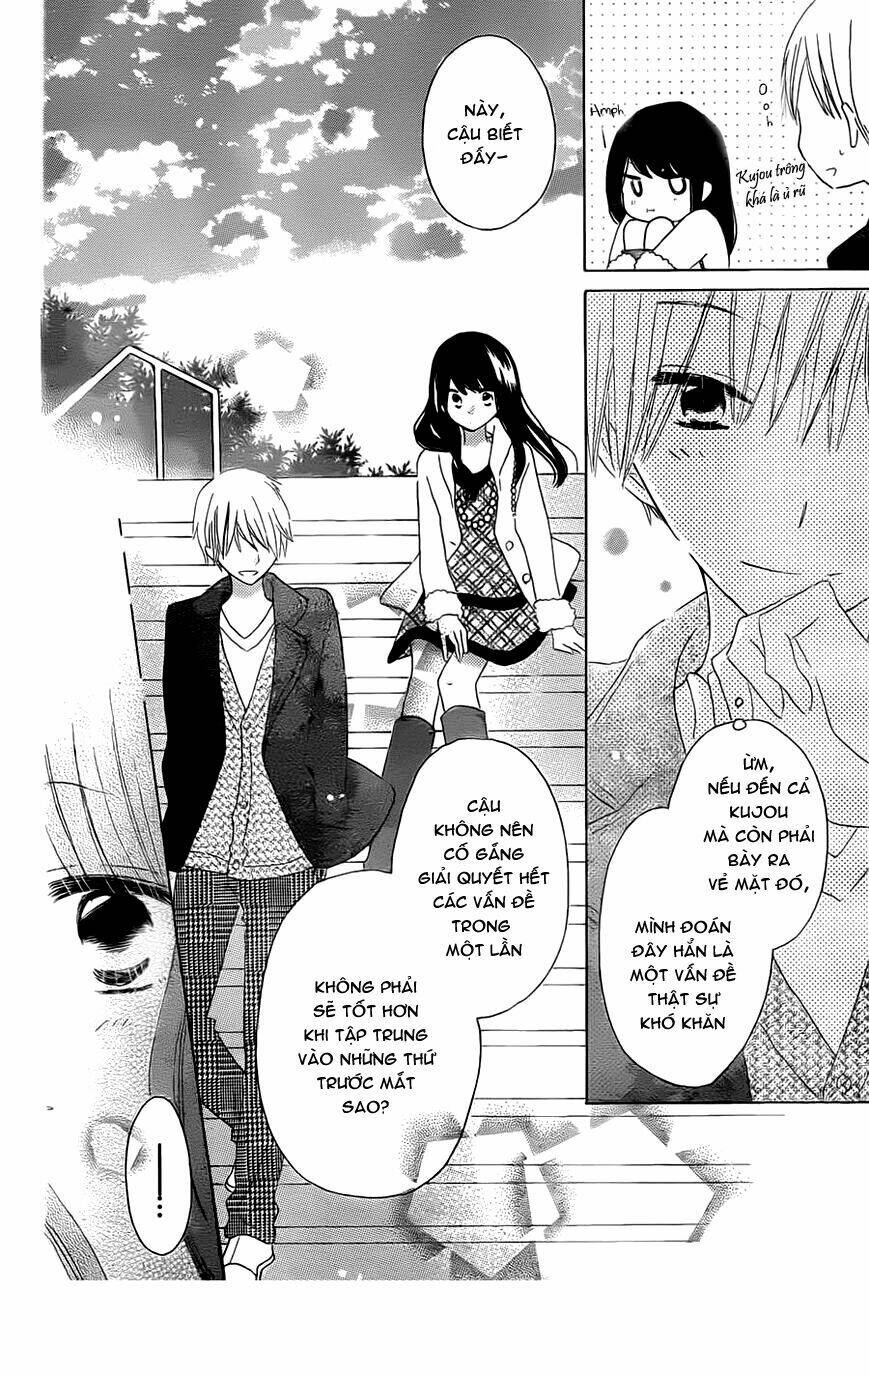 Hmph
Ooh
Kujou trông
khá là ủ rũ
ừm,
nếu đến cả
Kujou
mà còn phải
bày ra
vẻ mặt đó,
mình đoán
đây hẳn là
một vấn đề
thật sự
khó khăn
này,
cậu biết
đấy-
cậu
không nên
cố gắng
giải quyết hết
các vấn đề
trong
một lần
không phải
sẽ tốt hơn
khi tập trung
vào những thứ
trước mắt
sao?